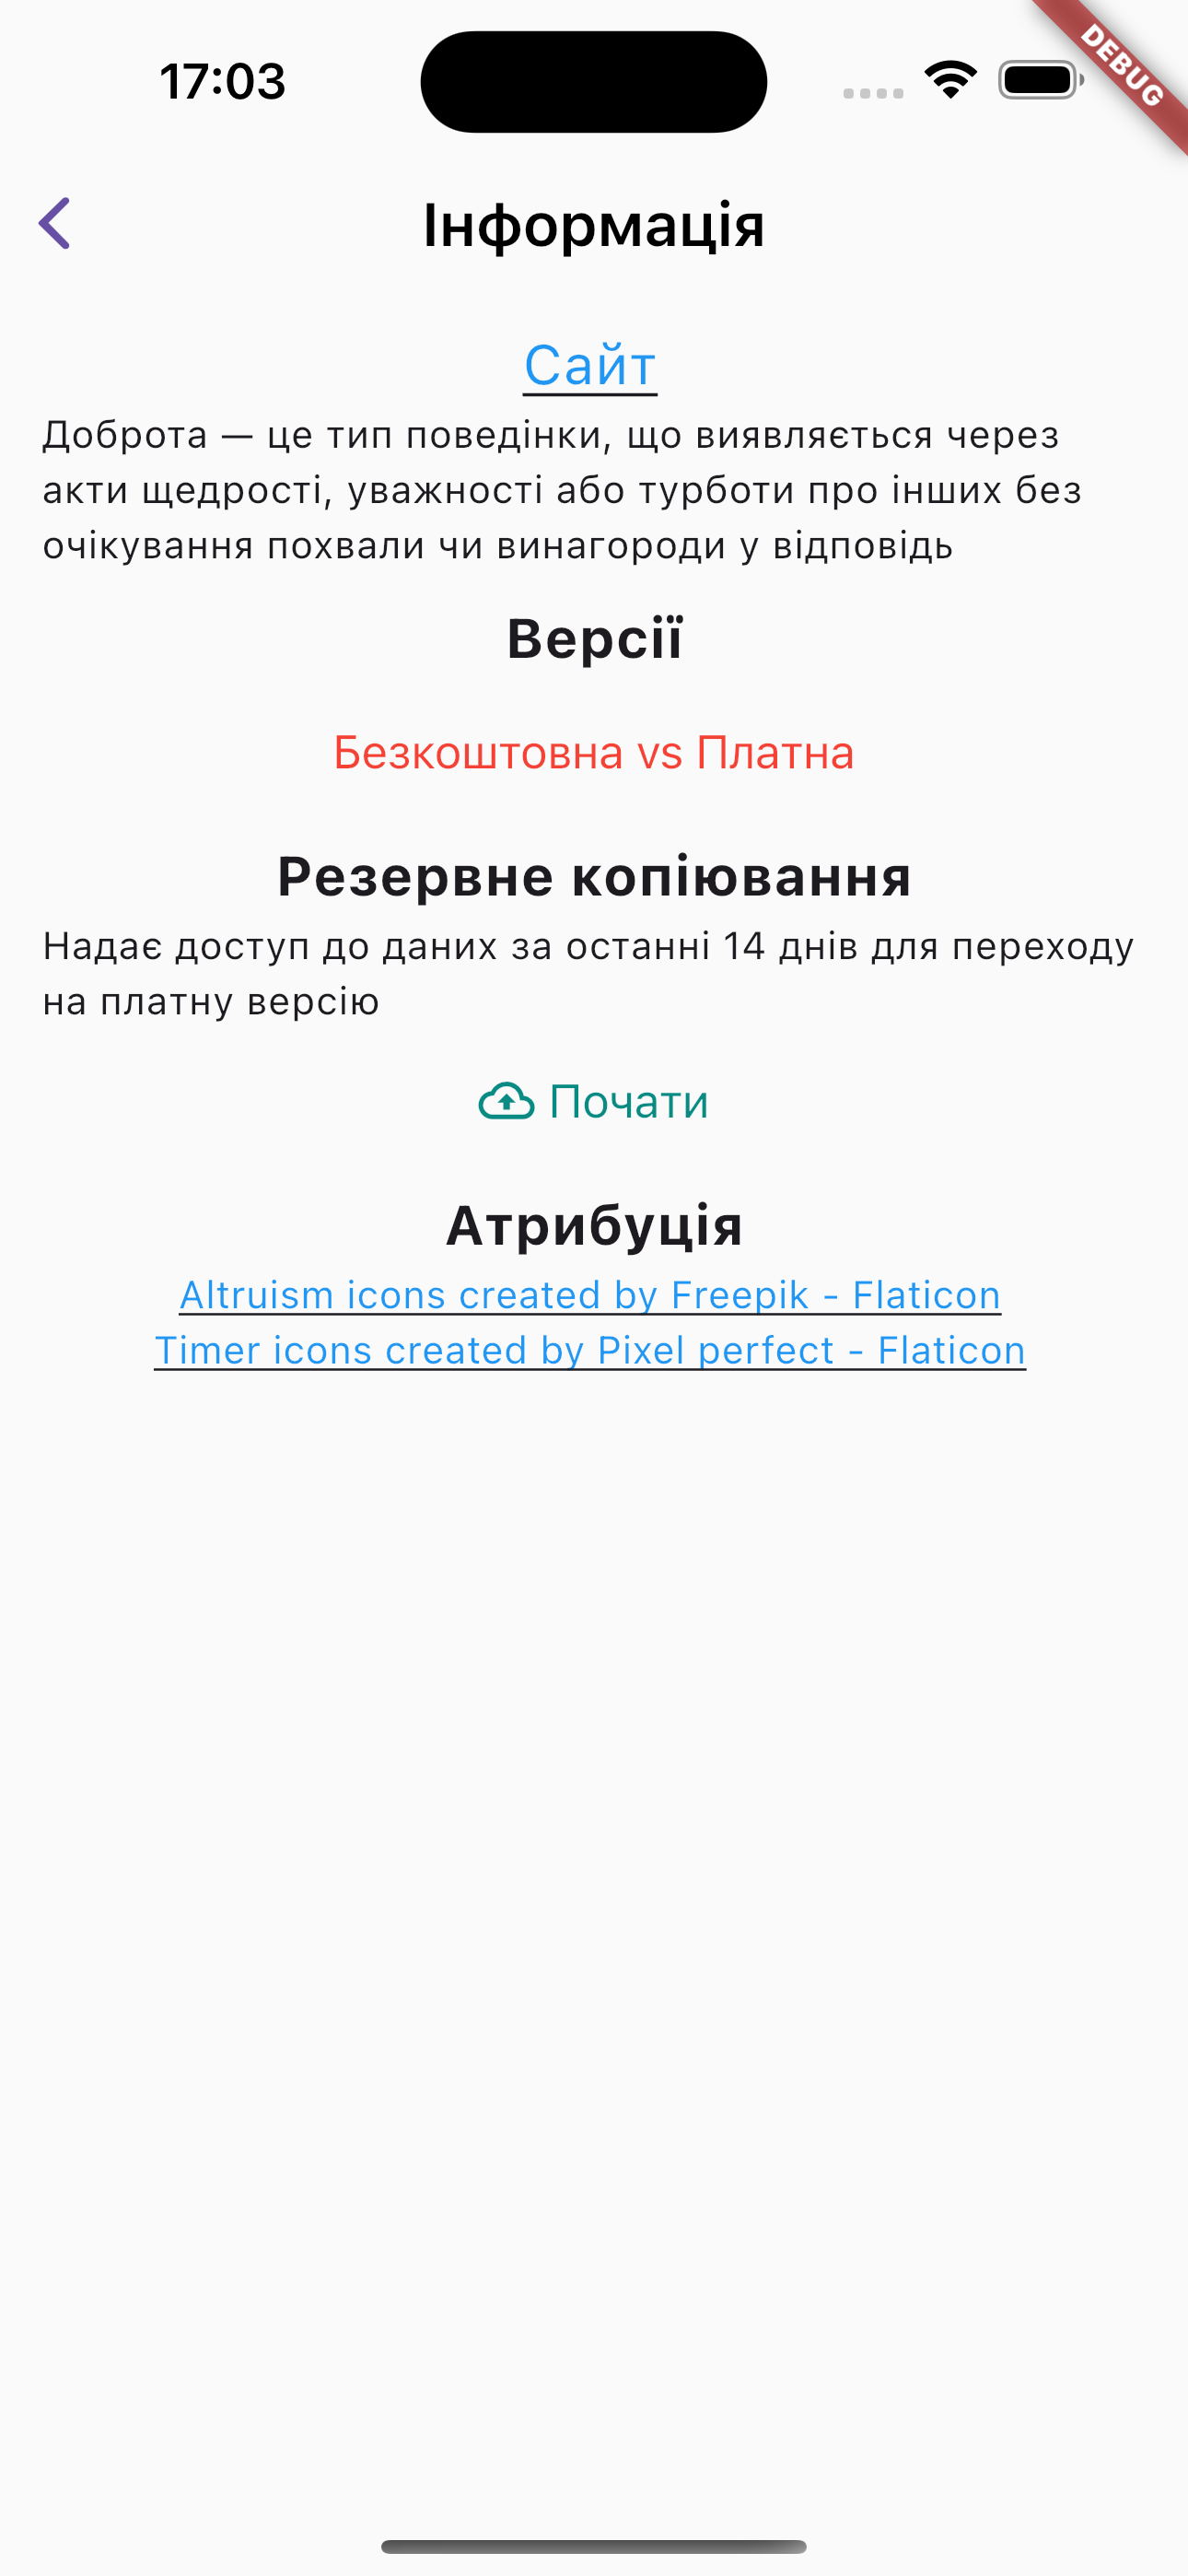 17:03
DEBUG
Інформація
Сайт
Доброта — це тип поведінки, що виявляється через
акти щедрості, уважності або турботи про інших без
очікування похвали чи винагороди у відповідь
Версії
Безкоштовна vs Платна
Резервне копіювання
Надає доступ до даних за останні 14 днів для переходу
на платну версію
Почати
Атрибуція
Altruism icons created by Freepik - Flaticon
Timer icons created by Pixel perfect - Flaticon